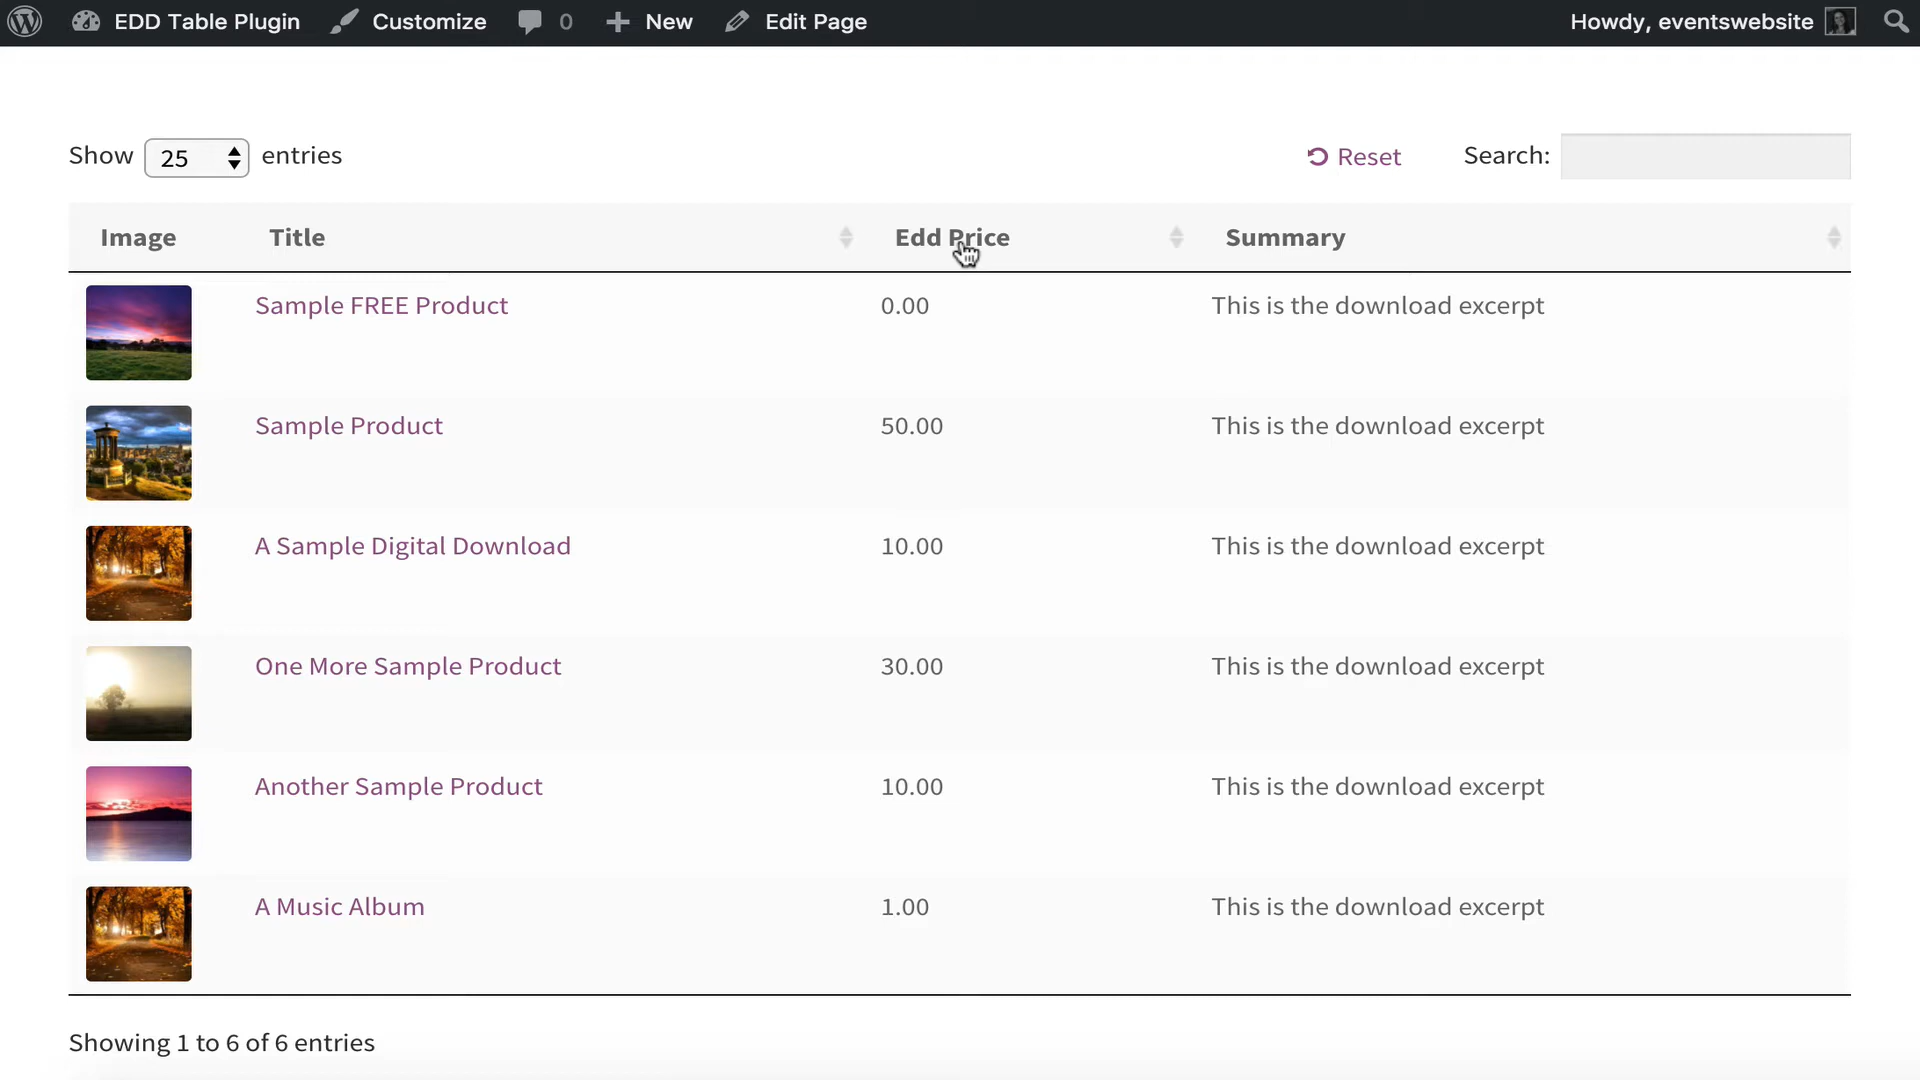 EDD Table Plugin Customize 0 New Edit Page Howdy, eventswebsite
Show 25 entries Reset Search:
Image Title Edd Price Summary
Sample FREE Product 0.00 This is the download excerpt
Sample Product 50.00 This is the download excerpt
A Sample Digital Download 10.00 This is the download excerpt
One More Sample Product 30.00 This is the download excerpt
Another Sample Product 10.00 This is the download excerpt
A Music Album 1.00 This is the download excerpt
Showing 1 to 6 of 6 entries